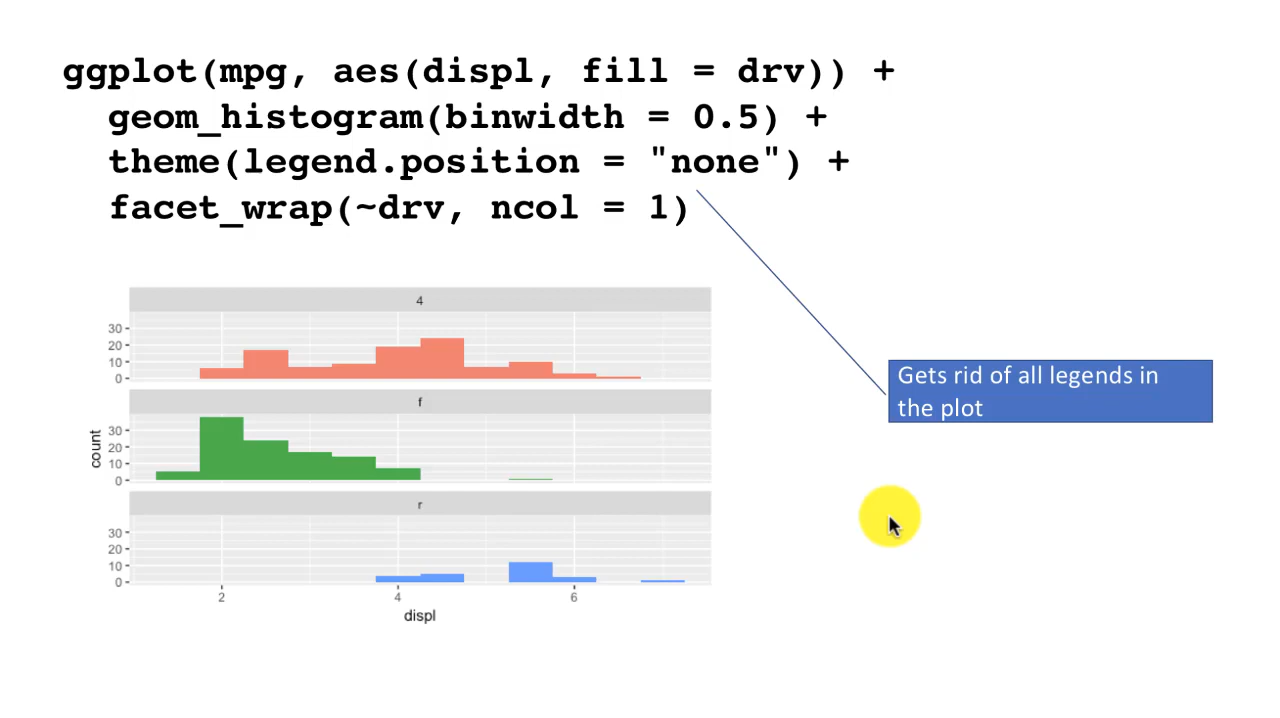 ggplot(mpg, aes(displ, fill = drv)) +
geom_histogram(binwidth = 0.5) +
theme(legend.position = "none") +
facet_wrap(~drv, ncol = 1)
Gets rid of all legends in
the plot
4
30
20
10
0
f
30
20
10
0
r
30
20
10
0
count
2 4 6
displ